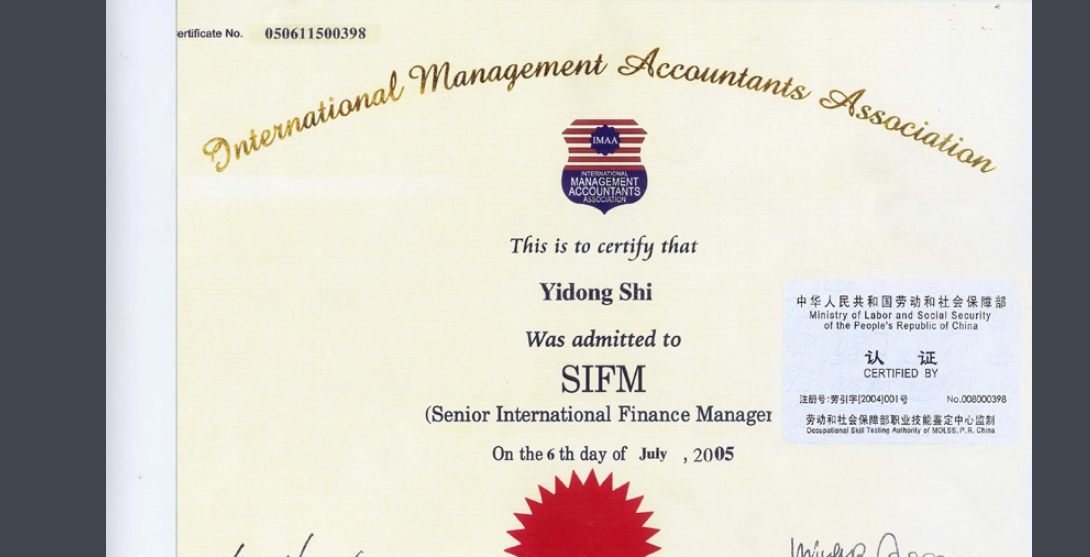 ertificate No. 050611500398
International Management Accountants Association
IMAA
INTERNATIONAL
MANAGEMENT
ACCOUNTANTS
ASSOCIATION
This is to certify that
Yidong Shi
Was admitted to
SIFM
(Senior International Finance Manager
On the 6 th day of July , 2005
中华人民共和国劳动和社会保障部
Ministry of Labor and Social Security
of the People's Republic of China
认 证
CERTIFIED BY
注册号:劳引字[2004]001号 No.008000398
劳动和社会保障部职业技能鉴定中心监制
Occupational Skill Testing Authority of MOLSS, P.R. China